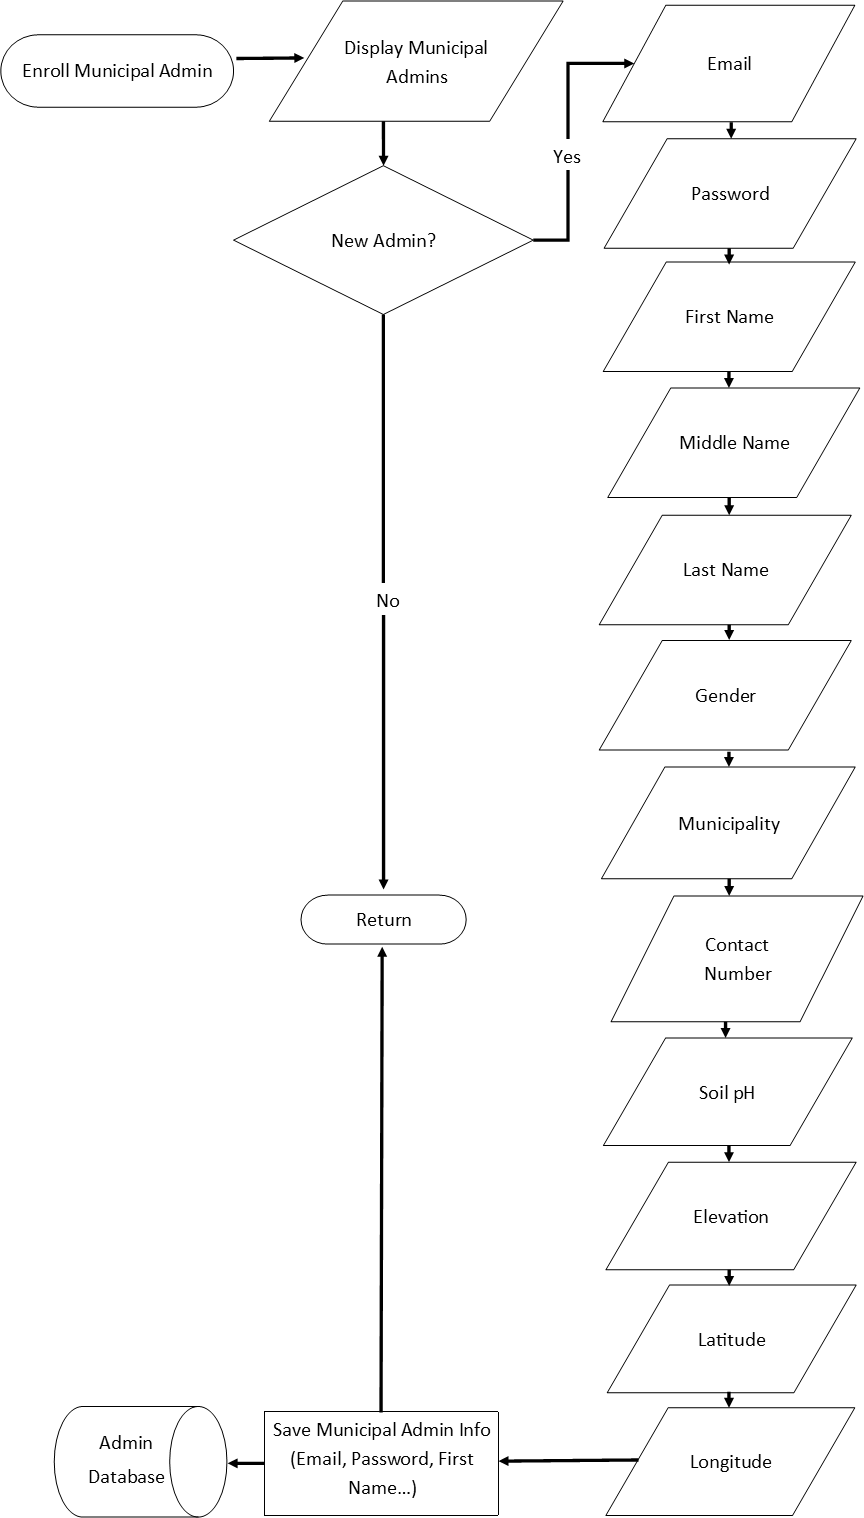 Enroll Municipal Admin
Display Municipal
Admins
New Admin?
Yes
Email
Password
First Name
Middle Name
Last Name
Gender
Municipality
Contact
Number
Soil pH
Elevation
Latitude
Longitude
No
Return
Save Municipal Admin Info
(Email, Password, First
Name...)
Admin
Database